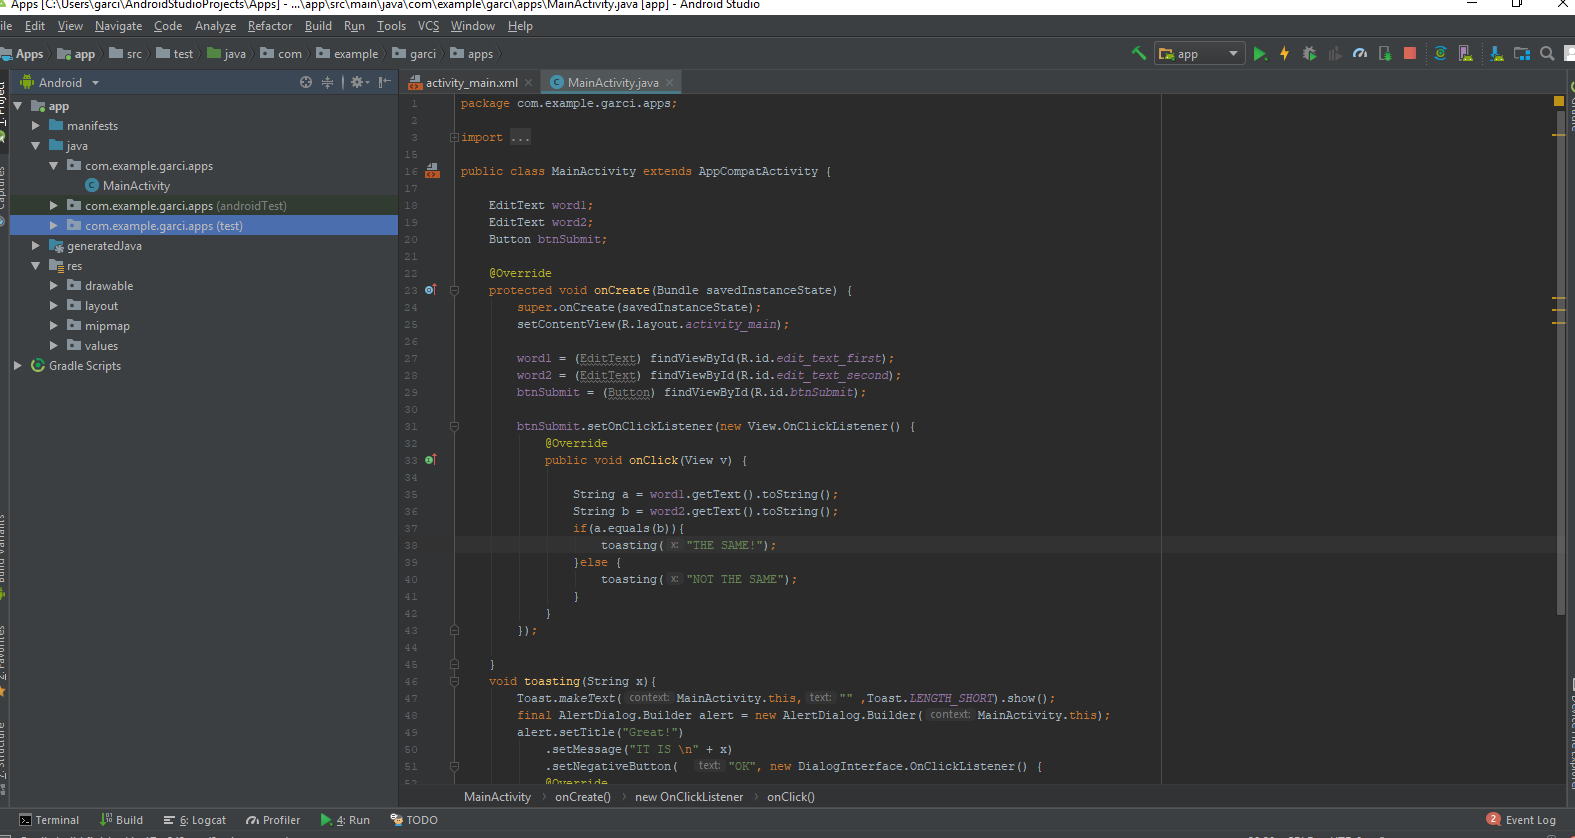 Apps [C:\Users\garci\AndroidStudioProjects\Apps] - ...\app\src\main\java\com\example\garci\apps\MainActivity.java [app] - Android Studio
Edit View Navigate Code Analyze Refactor Build Run Tools VCS Window Help
Apps app src test java com example garci apps app
Android activity_main.xml MainActivity.java
app
manifests
java
com.example.garci.apps
MainActivity
com.example.garci.apps (androidTest)
com.example.garci.apps (test)
generatedJava
res
drawable
layout
mipmap
values
Gradle Scripts
1 package com.example.garci.apps;
2
3 import ...
15
16 public class MainActivity extends AppCompatActivity {
17
18 EditText word1;
19 EditText word2;
20 Button btnSubmit;
21
22 @Override
23 protected void onCreate(Bundle savedInstanceState) {
24 super.onCreate(savedInstanceState);
25 setContentView(R.layout.activity_main);
26
27 word1 = (EditText) findViewById(R.id.edit_text_first);
28 word2 = (EditText) findViewById(R.id.edit_text_second);
29 btnSubmit = (Button) findViewById(R.id.btnSubmit);
30
31 btnSubmit.setOnClickListener(new View.OnClickListener() {
32 @Override
33 public void onClick(View v) {
34
35 String a = word1.getText().toString();
36 String b = word2.getText().toString();
37 if(a.equals(b)){
38 toasting( x: "THE SAME!");
39 }else {
40 toasting( x: "NOT THE SAME");
41 }
42 }
43 });
44
45 }
46 void toasting(String x){
47 Toast.makeText( context: MainActivity.this, text: "" ,Toast.LENGTH_SHORT).show();
48 final AlertDialog.Builder alert = new AlertDialog.Builder( context: MainActivity.this);
49 alert.setTitle("Great!")
50 .setMessage("IT IS \n" + x)
51 .setNegativeButton( text: "OK", new DialogInterface.OnClickListener() {
52 @Override
MainActivity onCreate() new OnClickListener onClick()
Terminal Build 6: Logcat Profiler 4: Run TODO 2 Event Log